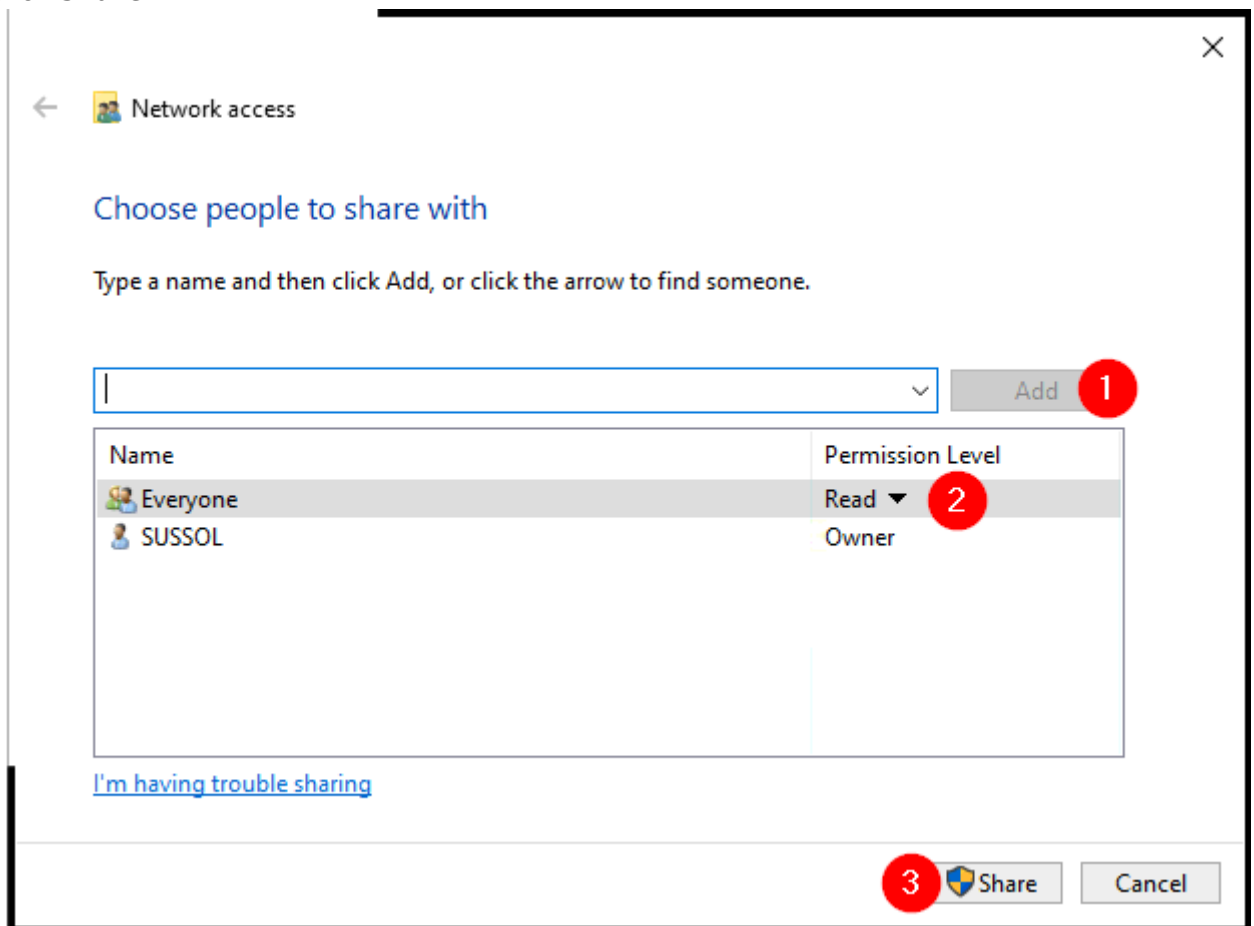 Network access
Choose people to share with
Type a name and then click Add, or click the arrow to find someone.
Add 1
Name Permission Level
Everyone Read 2
SUSSOL Owner
I'm having trouble sharing
3 Share Cancel